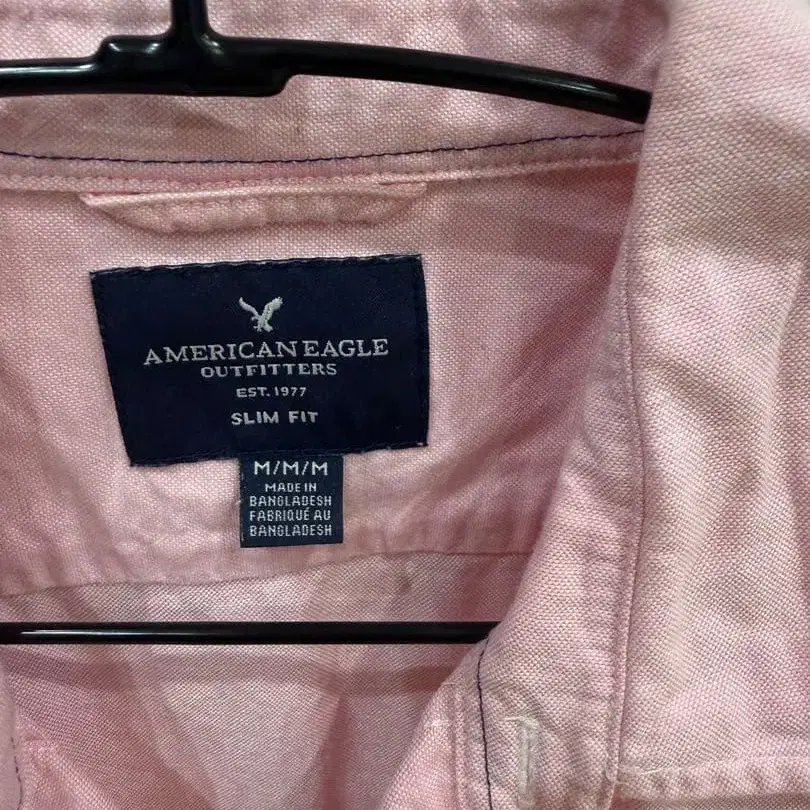 AMERICAN EAGLE
OUTFITTERS
EST. 1977
SLIM FIT
M/M/M
MADE IN
BANGLADESH
FABRIQUÉ AU
BANGLADESH